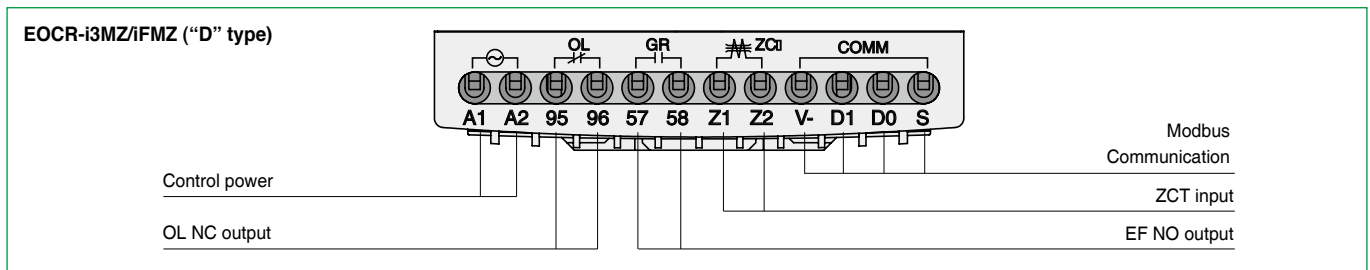 EOCR-i3MZ/iFMZ (“D” type)
OL GR ZC COMM
A1 A2 95 96 57 58 Z1 Z2 V- D1 D0 S
Modbus
Communication
Control power
ZCT input
OL NC output
EF NO output